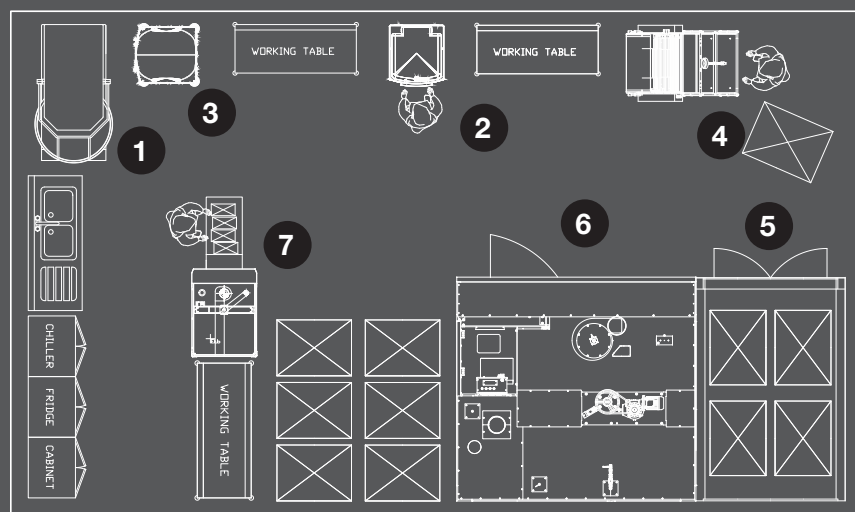 WORKING TABLE
WORKING TABLE
3
2
4
1
6
5
7
CHILLER
FRIDGE
CABINET
WORKING TABLE